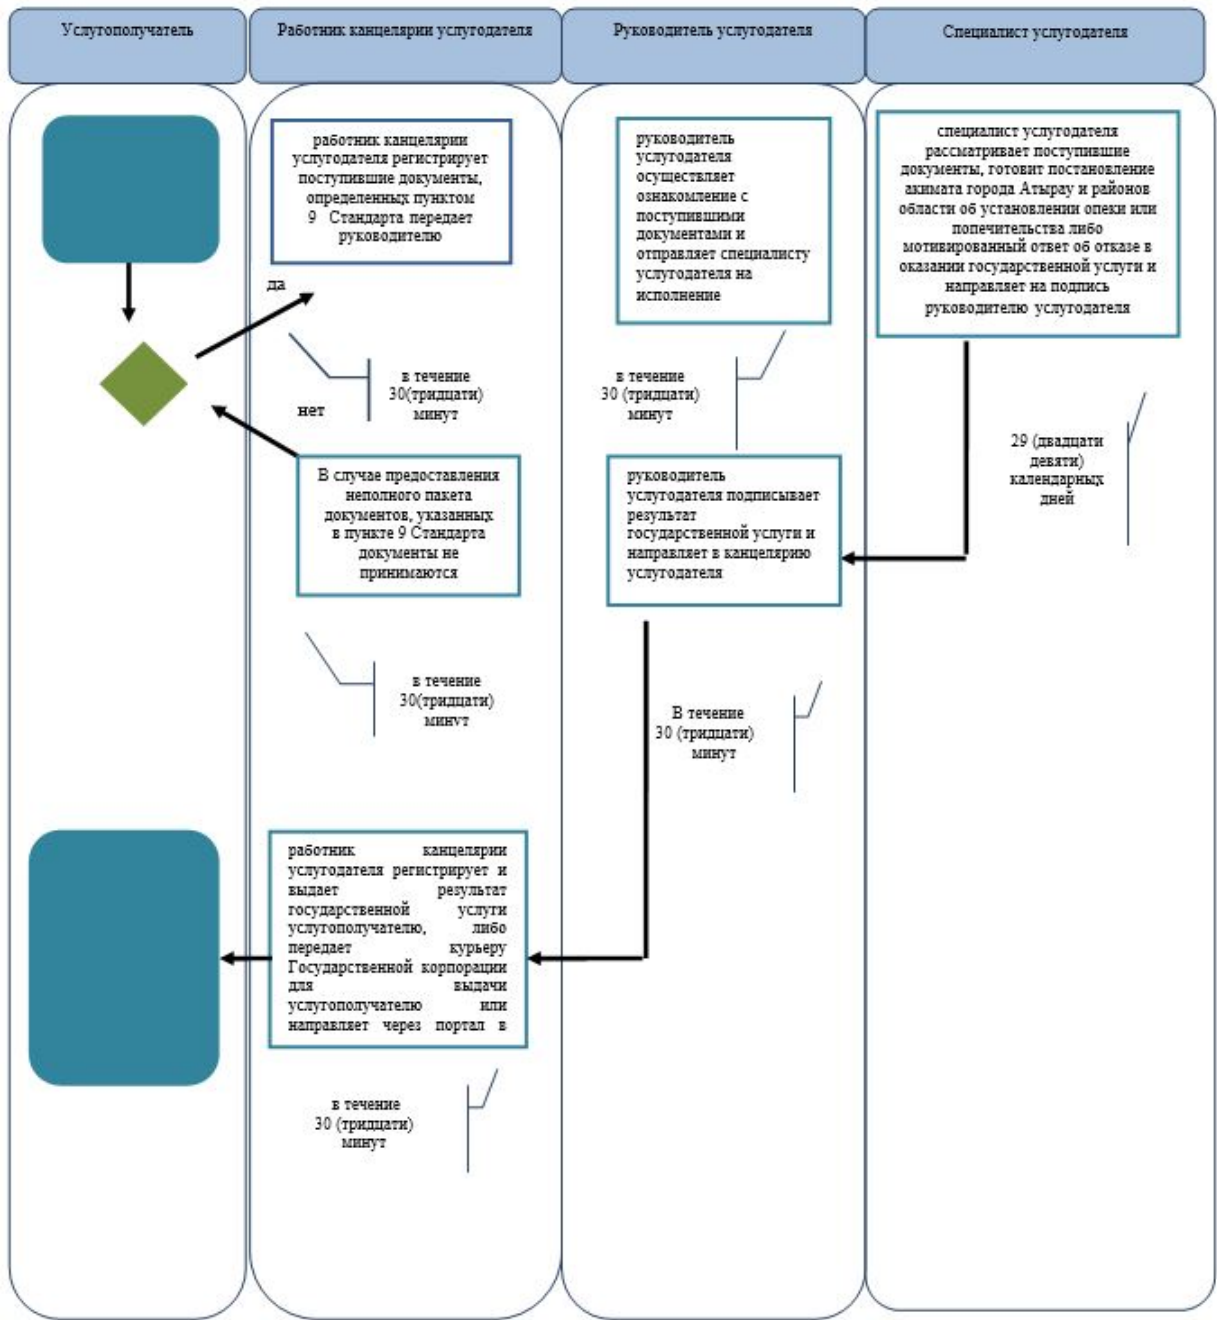 Услугополучатель
Работник канцелярии услугодателя
Руководитель услугодателя
Специалист услугодателя
работник канцелярии
услугодателя регистрирует
поступившие документы,
определенных пунктом
9 Стандарта передает
руководителю
руководитель
услугодателя
осуществляет
ознакомление с
поступившими
документами и
отправляет специалисту
услугодателя на
исполнение
специалист услугодателя
рассматривает поступившие
документы, готовит постановление
акимата города Атырау и районов
области об установлении опеки или
попечительства либо
мотивированный ответ об отказе в
оказании государственной услуги и
направляет на подпись
руководителю услугодателя
да
в течение
30(тридцати)
минут
нет
в течение
30 (тридцати)
минут
29 (двадцати
девяти)
календарных
дней
В случае предоставления
неполного пакета
документов, указанных
в пункте 9 Стандарта
документы не
принимаются
руководитель
услугодателя подписывает
результат
государственной услуги и
направляет в канцелярию
услугодателя
в течение
30(тридцати)
минут
В течение
30 (тридцати)
минут
работник канцелярии
услугодателя регистрирует и
выдает результат
государственной услуги
услугополучателю, либо
передает курьеру
Государственной корпорации
для выдачи
услугополучателю или
направляет через портал в
в течение
30 (тридцати)
минут